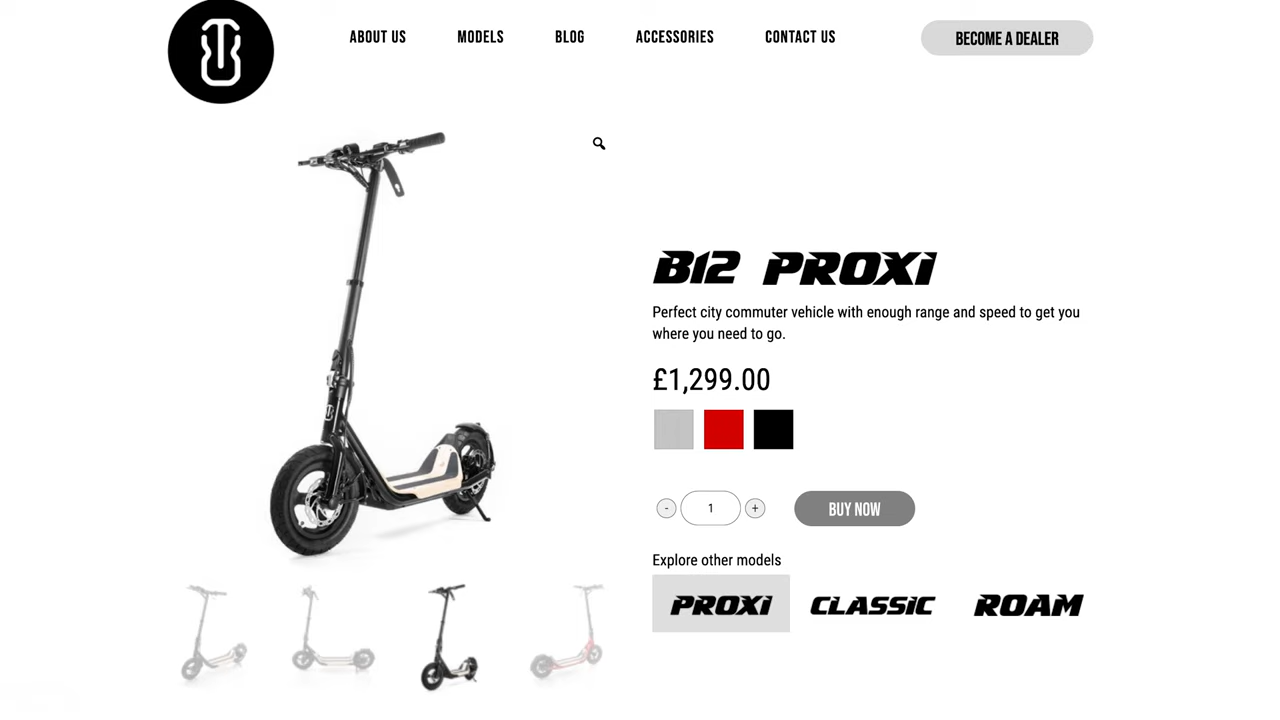 ABOUT US
MODELS
BLOG
ACCESSORIES
CONTACT US
BECOME A DEALER
B12 PROXI
Perfect city commuter vehicle with enough range and speed to get you
where you need to go.
£1,299.00
- 1 +
BUY NOW
Explore other models
PROXI
CLASSIC
ROAM